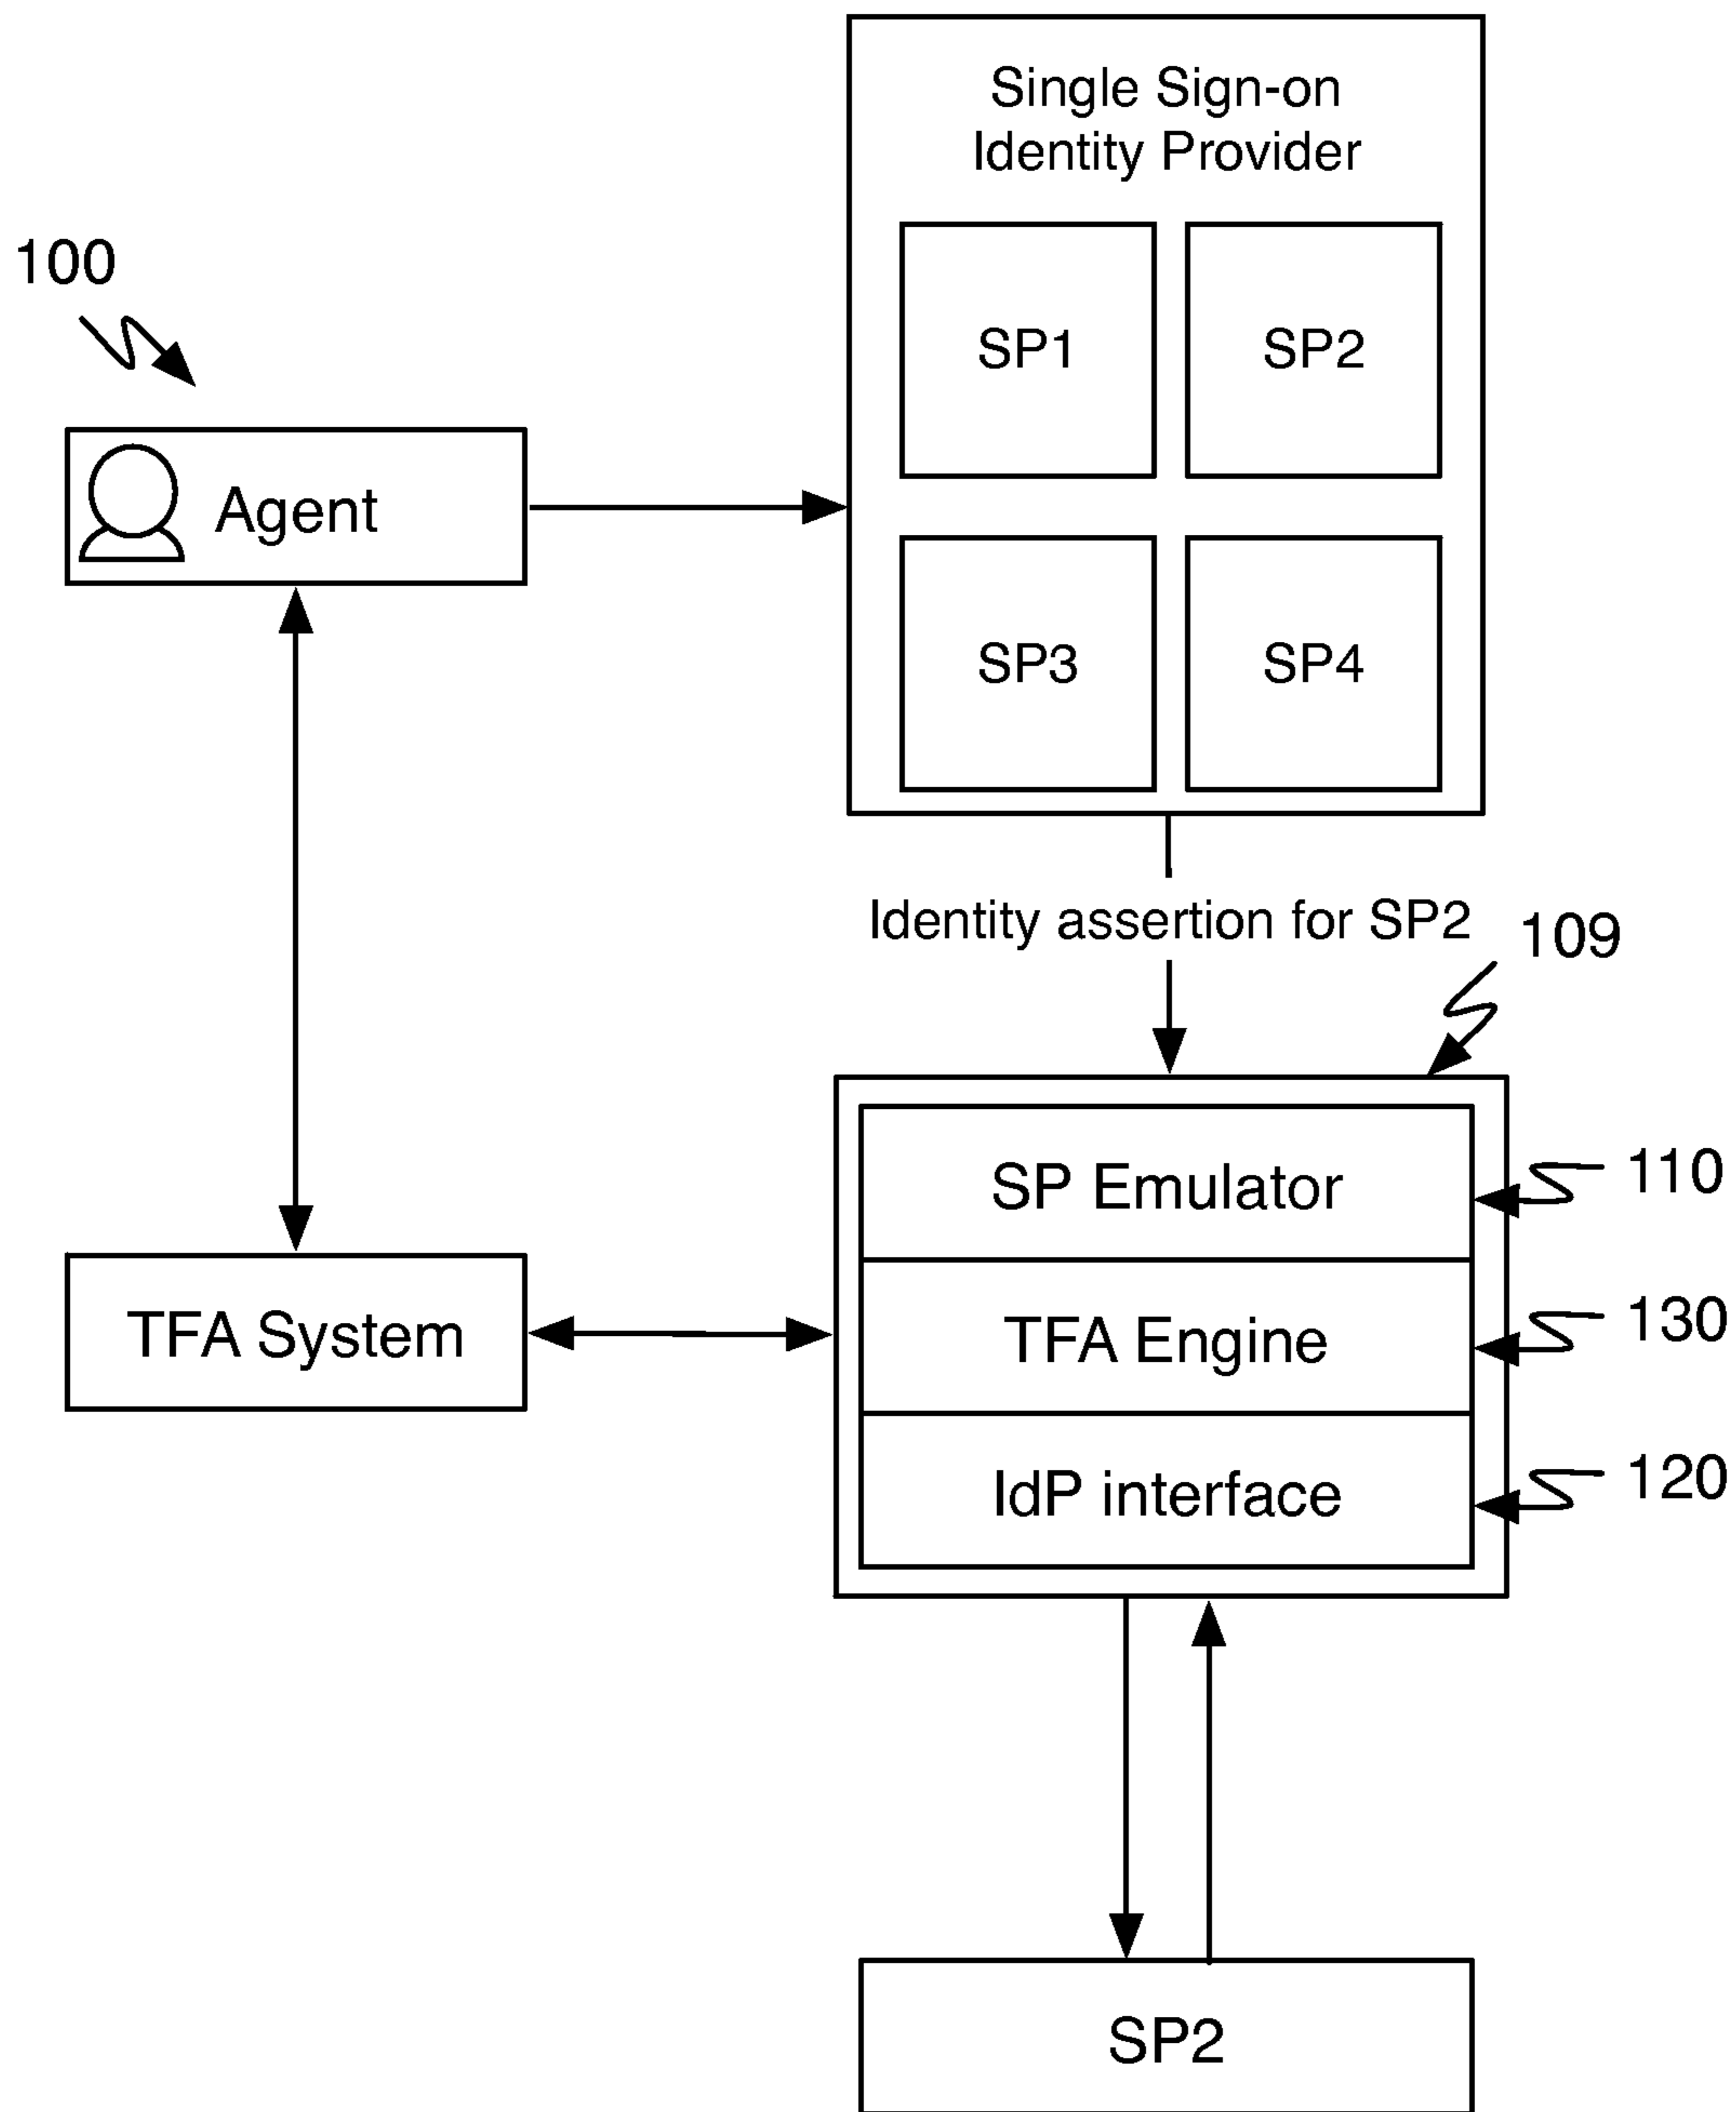 Single Sign-on
Identity Provider
100
SP1
SP2
Agent
SP3
SP4
Identity assertion for SP2
109
SP Emulator
110
TFA System
TFA Engine
130
IdP interface
120
SP2